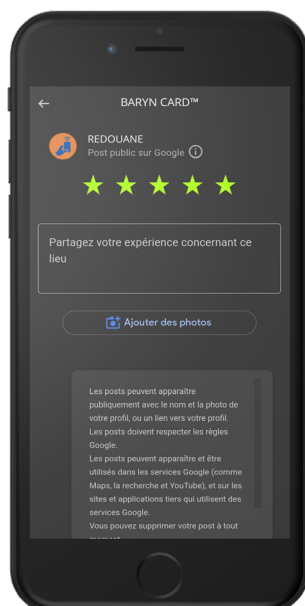 BARYN CARD™
REDOUANE
Post public sur Google
Partagez votre expérience concernant ce
lieu
Ajouter des photos
Les posts peuvent apparaître
publiquement avec le nom et la photo de
votre profil, ou un lien vers votre profil.
Les posts doivent respecter les règles
Google.
Les posts peuvent apparaître et être
utilisés dans les services Google (comme
Maps, la recherche et YouTube), et sur les
sites et applications tiers qui utilisent des
services Google.
Vous pouvez supprimer votre post à tout
moment